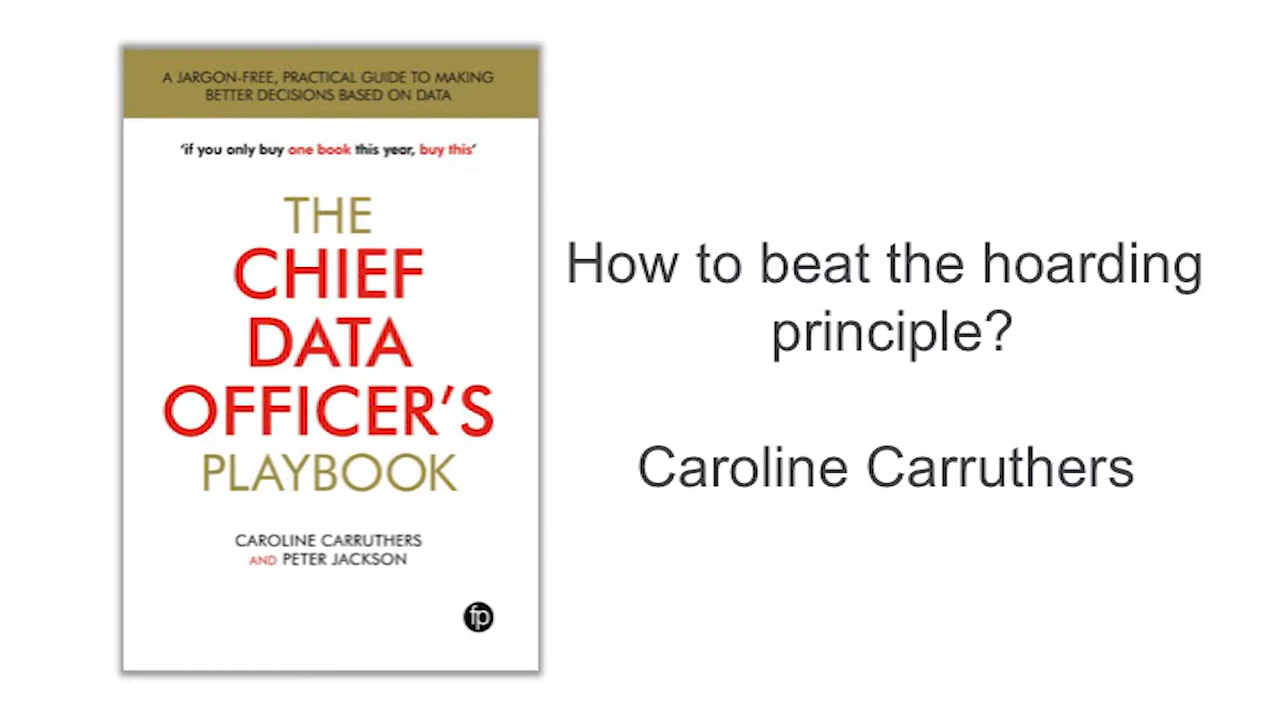 A JARGON-FREE, PRACTICAL GUIDE TO MAKING
BETTER DECISIONS BASED ON DATA
'if you only buy one book this year, buy this'
THE
CHIEF
DATA
OFFICER'S
PLAYBOOK
CAROLINE CARRUTHERS
AND PETER JACKSON
fp
How to beat the hoarding
principle?
Caroline Carruthers